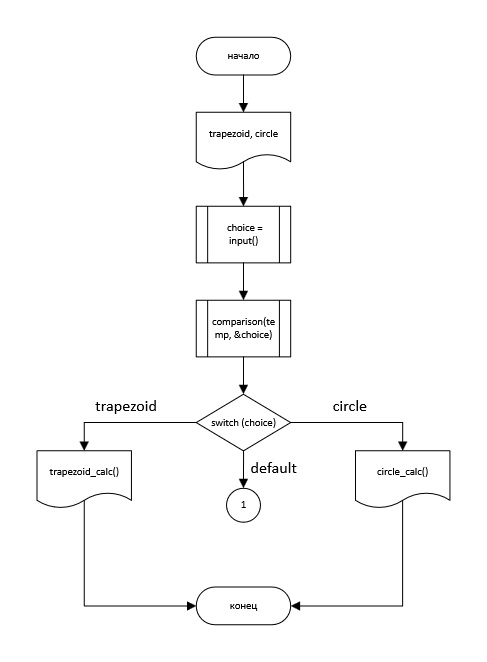 начало
trapezoid, circle
choice =
input()
comparison(te
mp, &choice)
trapezoid
circle
switch (choice)
trapezoid_calc()
default
circle_calc()
1
конец